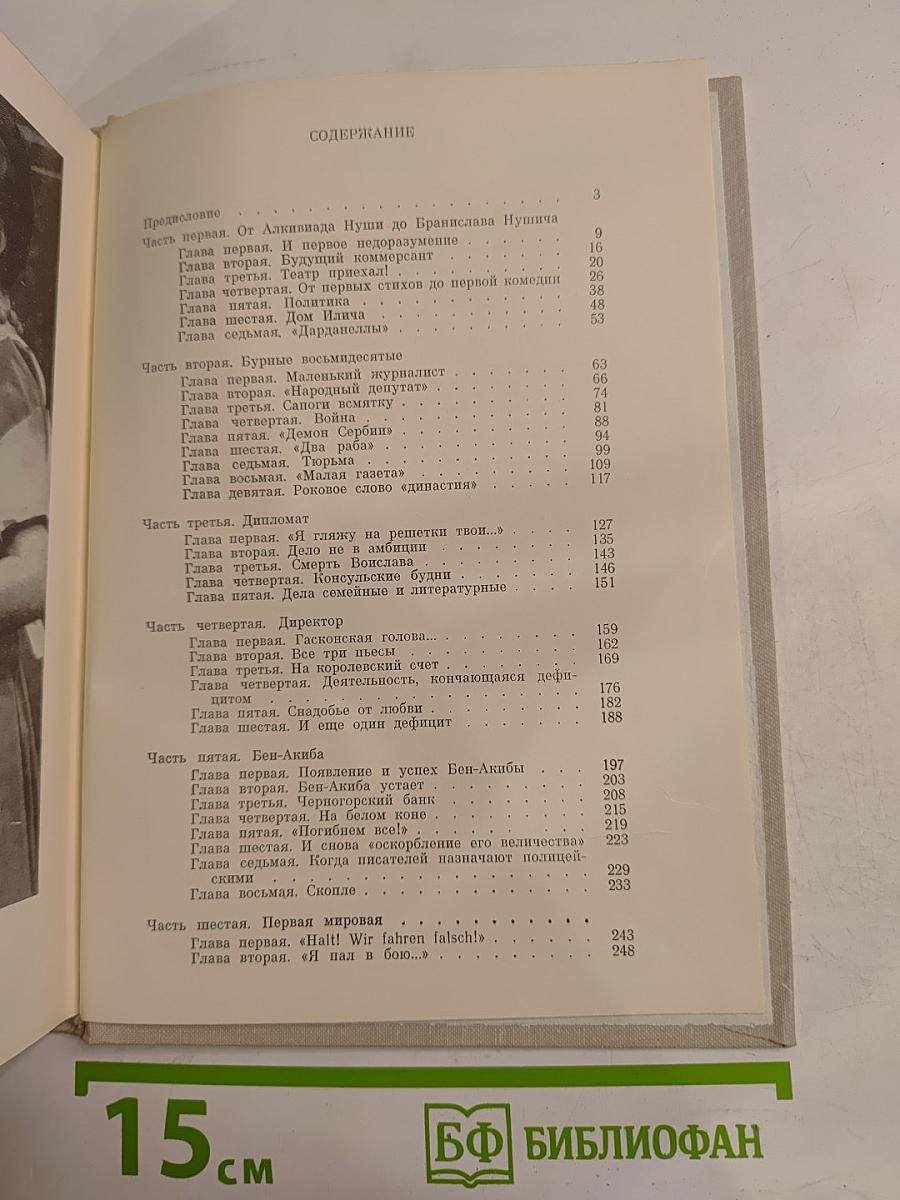 СОДЕРЖАНИЕ
Предисловие . . . . . . . . . . . . . . . . . 3
Часть первая. От Алкивиада Нуши до Бранислава Нушича
Глава первая. И первое недоразумение . . . . . . 9
Глава вторая. Будущий коммерсант . . . . . . 16
Глава третья. Театр приехал! . . . . . . . . 20
Глава четвертая. От первых стихов до первой комедии 26
Глава пятая. Политика . . . . . . . . . . 38
Глава шестая. Дом Илича . . . . . . . . . 48
Глава седьмая. «Дарданеллы» . . . . . . . . 53
Часть вторая. Бурные восьмидесятые
Глава первая. Маленький журналист . . . . . . 63
Глава вторая. «Народный депутат» . . . . . . . 66
Глава третья. Сапоги всмятку . . . . . . . . 74
Глава четвертая. Война . . . . . . . . . . 81
Глава пятая. «Демон Сербии» . . . . . . . . 88
Глава шестая. «Два раба» . . . . . . . . . 94
Глава седьмая. Тюрьма . . . . . . . . . . 99
Глава восьмая. «Малая газета» . . . . . . . . 109
Глава девятая. Роковое слово «династия» . . . . . 117
Часть третья. Дипломат
Глава первая. «Я гляжу на решетки твои...» . . . . 127
Глава вторая. Дело не в амбиции . . . . . . . 135
Глава третья. Смерть Воислава . . . . . . . . 143
Глава четвертая. Консульские будни . . . . . . 146
Глава пятая. Дела семейные и литературные . . . . 151
Часть четвертая. Директор
Глава первая. Гасконская голова... . . . . . . . 159
Глава вторая. Все три пьесы . . . . . . . . 162
Глава третья. На королевский счет . . . . . . . 169
Глава четвертая. Деятельность, кончающаяся дефи-
цитом . . . . . . . . . . . . . . . . 176
Глава пятая. Снадобье от любви . . . . . . . . 182
Глава шестая. И еще один дефицит . . . . . . . 188
Часть пятая. Бен-Акиба
Глава первая. Появление и успех Бен-Акибы . . . 197
Глава вторая. Бен-Акиба устает . . . . . . . . 203
Глава третья. Черногорский банк . . . . . . . 208
Глава четвертая. На белом коне . . . . . . . . 215
Глава пятая. «Погибнем все!» . . . . . . . . . 219
Глава шестая. И снова «оскорбление его величества» 223
Глава седьмая. Когда писателей назначают полицей-
скими . . . . . . . . . . . . . . . . 229
Глава восьмая. Скопле . . . . . . . . . . . 233
Часть шестая. Первая мировая . . . . . . . . . .
Глава первая. «Halt! Wir fahren falsch!» . . . . . . 243
Глава вторая. «Я пал в бою...» . . . . . . . . 248
15 см
БФ БИБЛИОФАН